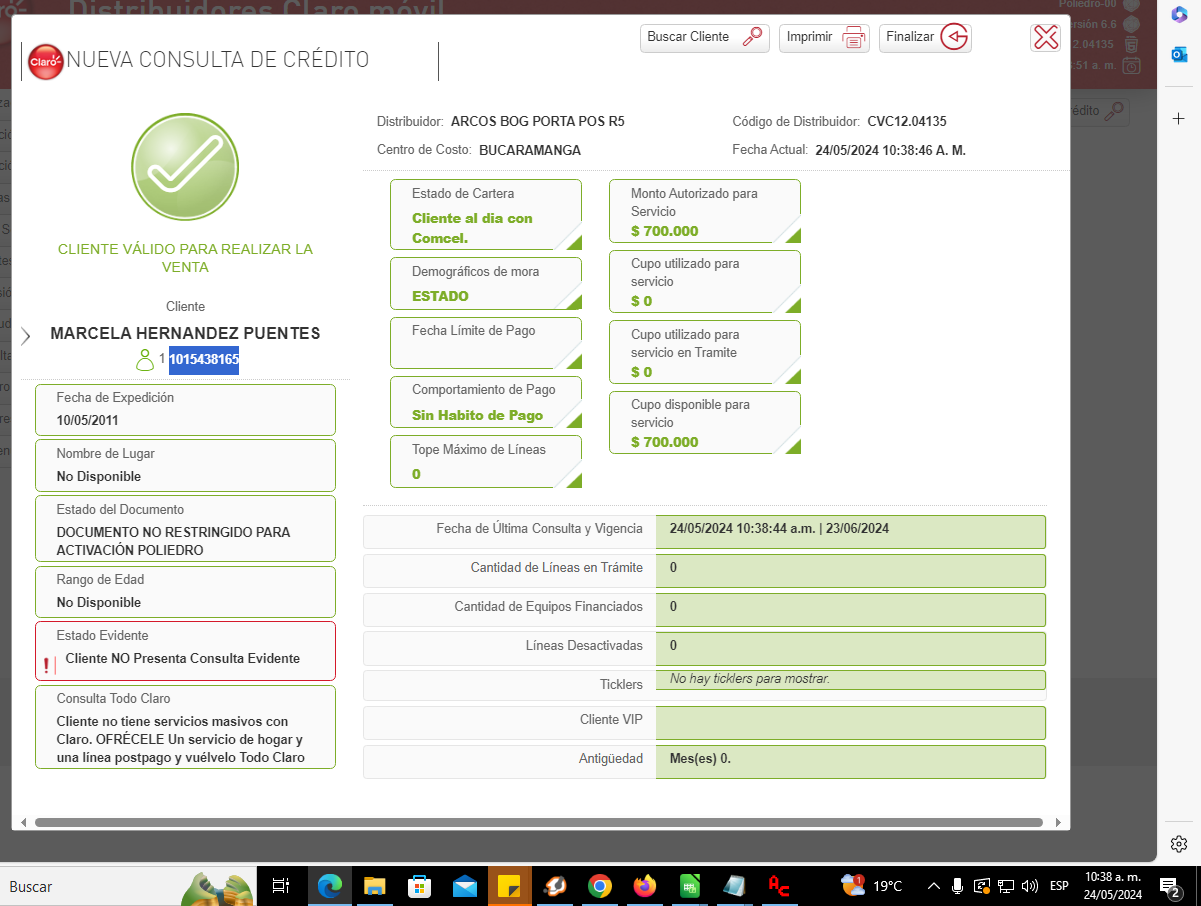 Distribuidores Claro móvil
Poliedro-00
ersión 6.6
2.04135
:51 a. m.
édito
Claro
NUEVA CONSULTA DE CRÉDITO
Buscar Cliente
Imprimir
Finalizar
Distribuidor: ARCOS BOG PORTA POS R5
Código de Distribuidor: CVC12.04135
Centro de Costo: BUCARAMANGA
Fecha Actual: 24/05/2024 10:38:46 A. M.
CLIENTE VÁLIDO PARA REALIZAR LA
VENTA
Cliente
MARCELA HERNANDEZ PUENTES
1 1015438165
Fecha de Expedición
10/05/2011
Nombre de Lugar
No Disponible
Estado del Documento
DOCUMENTO NO RESTRINGIDO PARA
ACTIVACIÓN POLIEDRO
Rango de Edad
No Disponible
Estado Evidente
! Cliente NO Presenta Consulta Evidente
Consulta Todo Claro
Cliente no tiene servicios masivos con
Claro. OFRÉCELE Un servicio de hogar y
una línea postpago y vuélvelo Todo Claro
Estado de Cartera
Cliente al dia con
Comcel.
Demográficos de mora
ESTADO
Fecha Límite de Pago
Comportamiento de Pago
Sin Habito de Pago
Tope Máximo de Líneas
0
Monto Autorizado para
Servicio
$ 700.000
Cupo utilizado para
servicio
$ 0
Cupo utilizado para
servicio en Tramite
$ 0
Cupo disponible para
servicio
$ 700.000
Fecha de Última Consulta y Vigencia 24/05/2024 10:38:44 a.m. | 23/06/2024
Cantidad de Líneas en Trámite 0
Cantidad de Equipos Financiados 0
Líneas Desactivadas 0
Ticklers No hay ticklers para mostrar.
Cliente VIP
Antigüedad Mes(es) 0.
Buscar
19°C
ESP
10:38 a. m.
24/05/2024
2